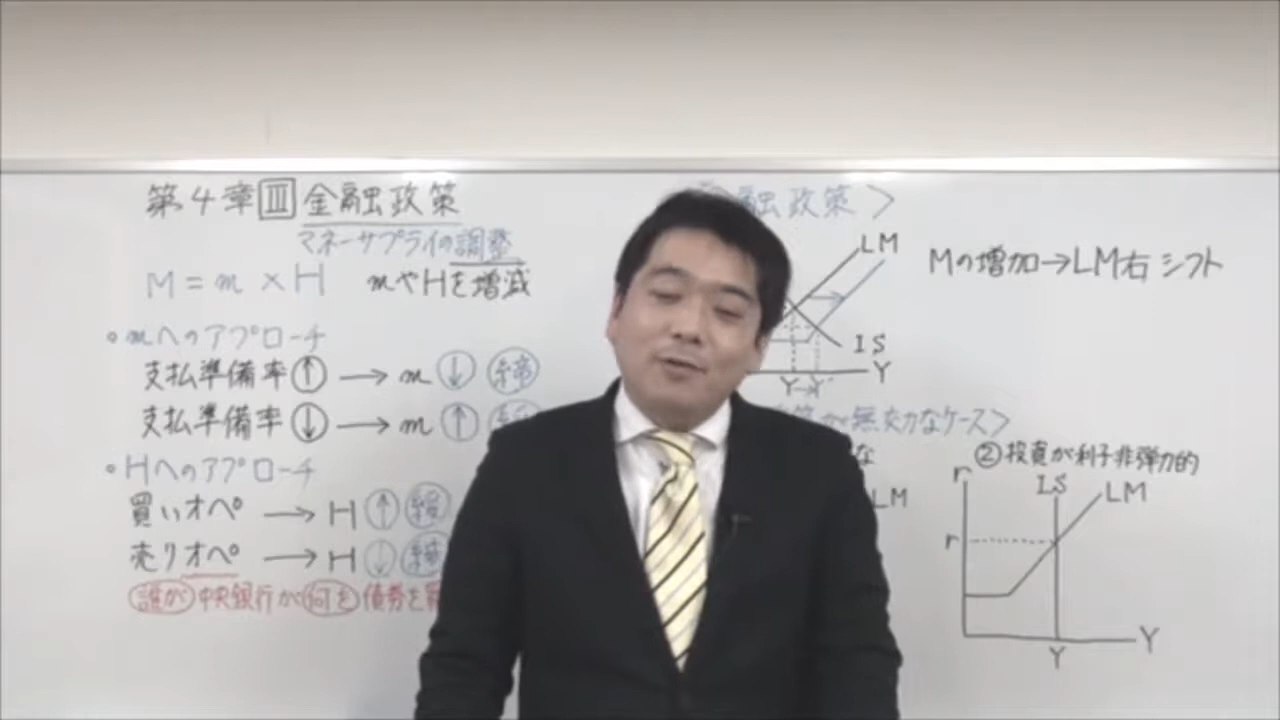 第4章 Ⅲ 金融政策
マネーサプライの調整
M = m × H mやHを増減
○mへのアプローチ
支払準備率 ↑ → m ↓ 締
支払準備率 ↓ → m ↑
○Hへのアプローチ
買いオペ → H ↑ 緩
売りオペ → H ↓
誰が 中央銀行が 何を 債券を
融政策>
LM
IS
Y→Y'
Y
Mの増加→LM右シフト
が無効なケース>
な
LM
②投資が利子非弾力的
r
IS
LM
r
Y
Y